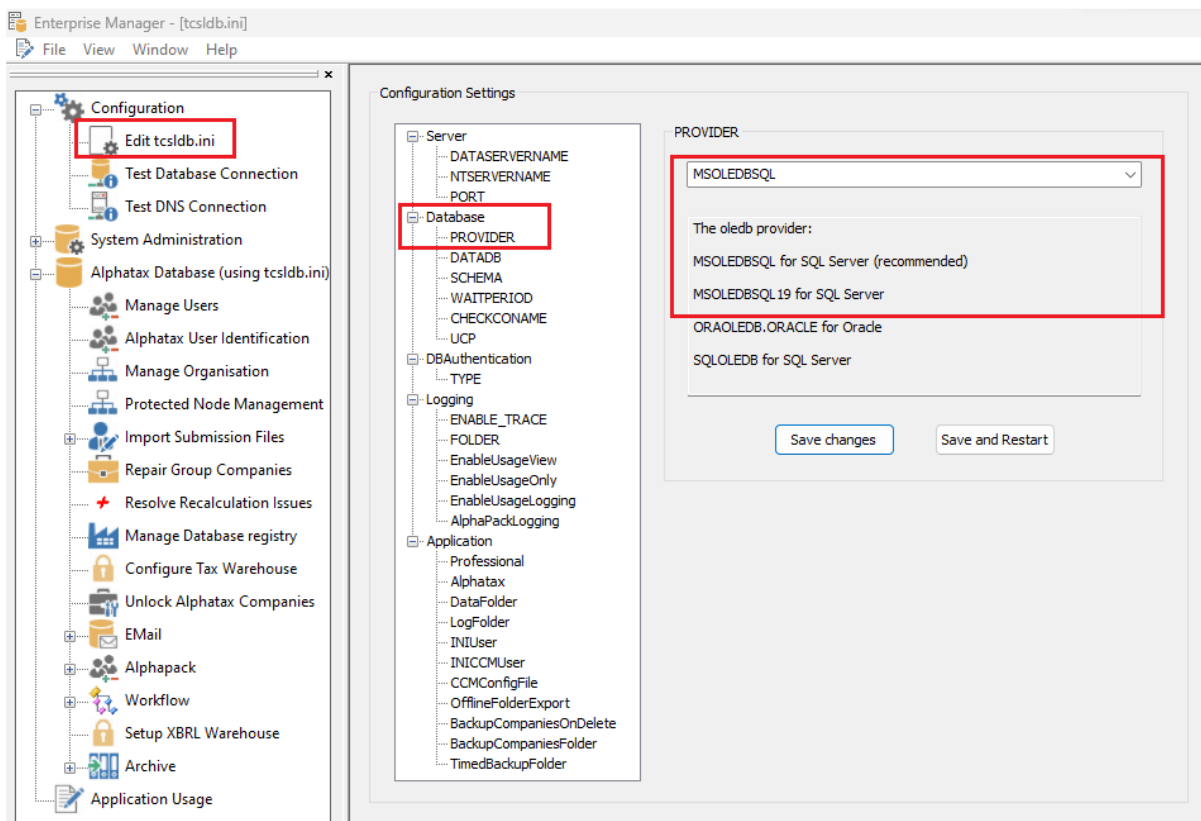 Enterprise Manager - [tcsldb.ini]
File View Window Help
Configuration
Edit tcsldb.ini
Test Database Connection
Test DNS Connection
System Administration
Alphatax Database (using tcsldb.ini)
Manage Users
Alphatax User Identification
Manage Organisation
Protected Node Management
Import Submission Files
Repair Group Companies
Resolve Recalculation Issues
Manage Database registry
Configure Tax Warehouse
Unlock Alphatax Companies
EMail
Alphapack
Workflow
Setup XBRL Warehouse
Archive
Application Usage
Configuration Settings
Server
DATASERVERNAME
NTSERVERNAME
PORT
Database
PROVIDER
DATADB
SCHEMA
WAITPERIOD
CHECKCONAME
UCP
DBAuthentication
TYPE
Logging
ENABLE_TRACE
FOLDER
EnableUsageView
EnableUsageOnly
EnableUsageLogging
AlphaPackLogging
Application
Professional
Alphatax
DataFolder
LogFolder
INIUser
INICCMUser
CCMConfigFile
OfflineFolderExport
BackupCompaniesOnDelete
BackupCompaniesFolder
TimedBackupFolder
PROVIDER
MSOLEDBSQL
The oledb provider:
MSOLEDBSQL for SQL Server (recommended)
MSOLEDBSQL19 for SQL Server
ORAOLEDB.ORACLE for Oracle
SQLOLEDB for SQL Server
Save changes
Save and Restart